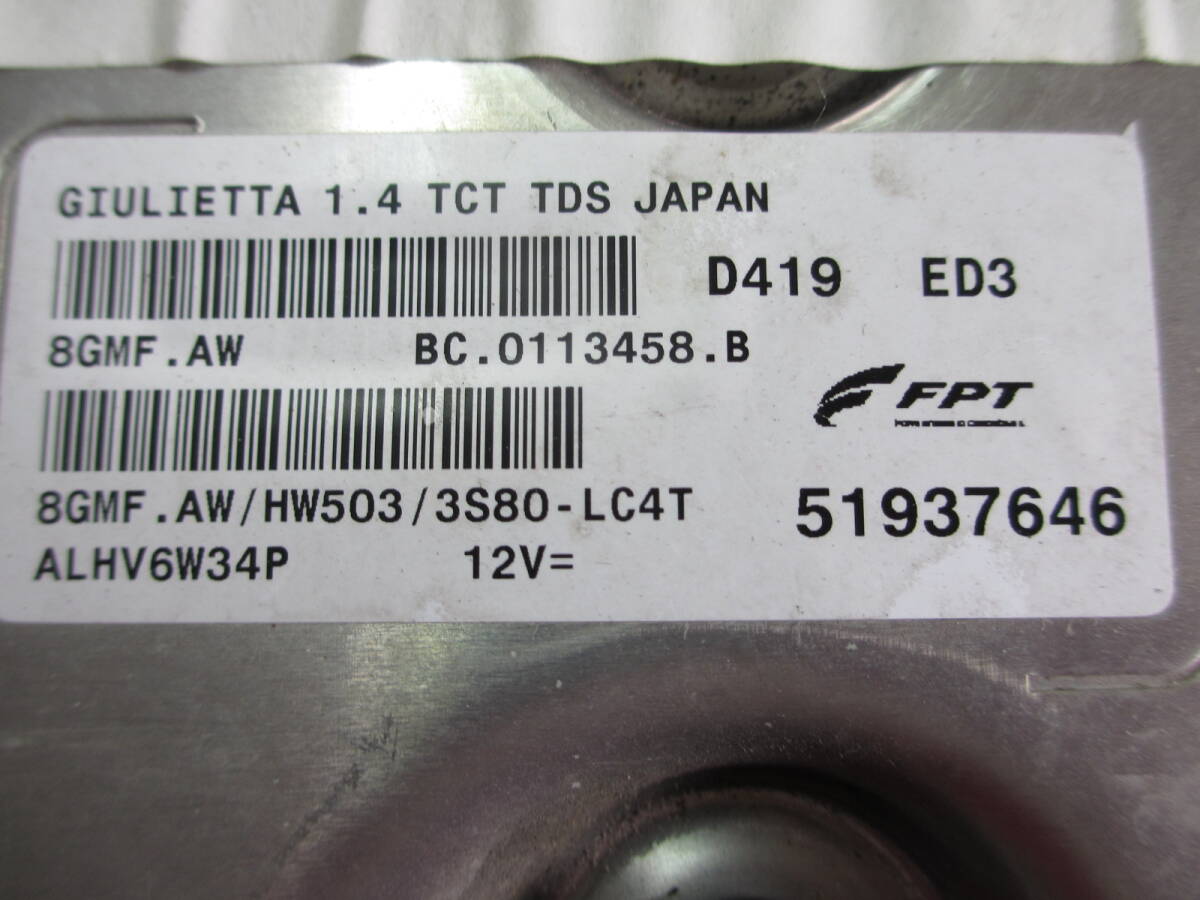 GIULIETTA 1.4 TCT TDS JAPAN
D419 ED3
8GMF.AW BC.0113458.B
FPT
8GMF.AW/HW503/3S80-LC4T
51937646
ALHV6W34P 12V=